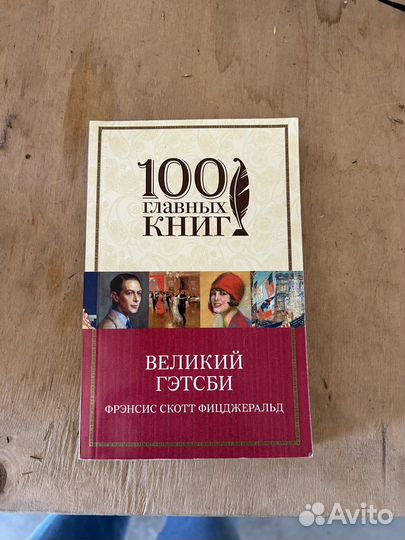 100
главных
КНИГ
ВЕЛИКИЙ
ГЭТСБИ
ФРЭНСИС СКОТТ ФИЦДЖЕРАЛЬД
Avito